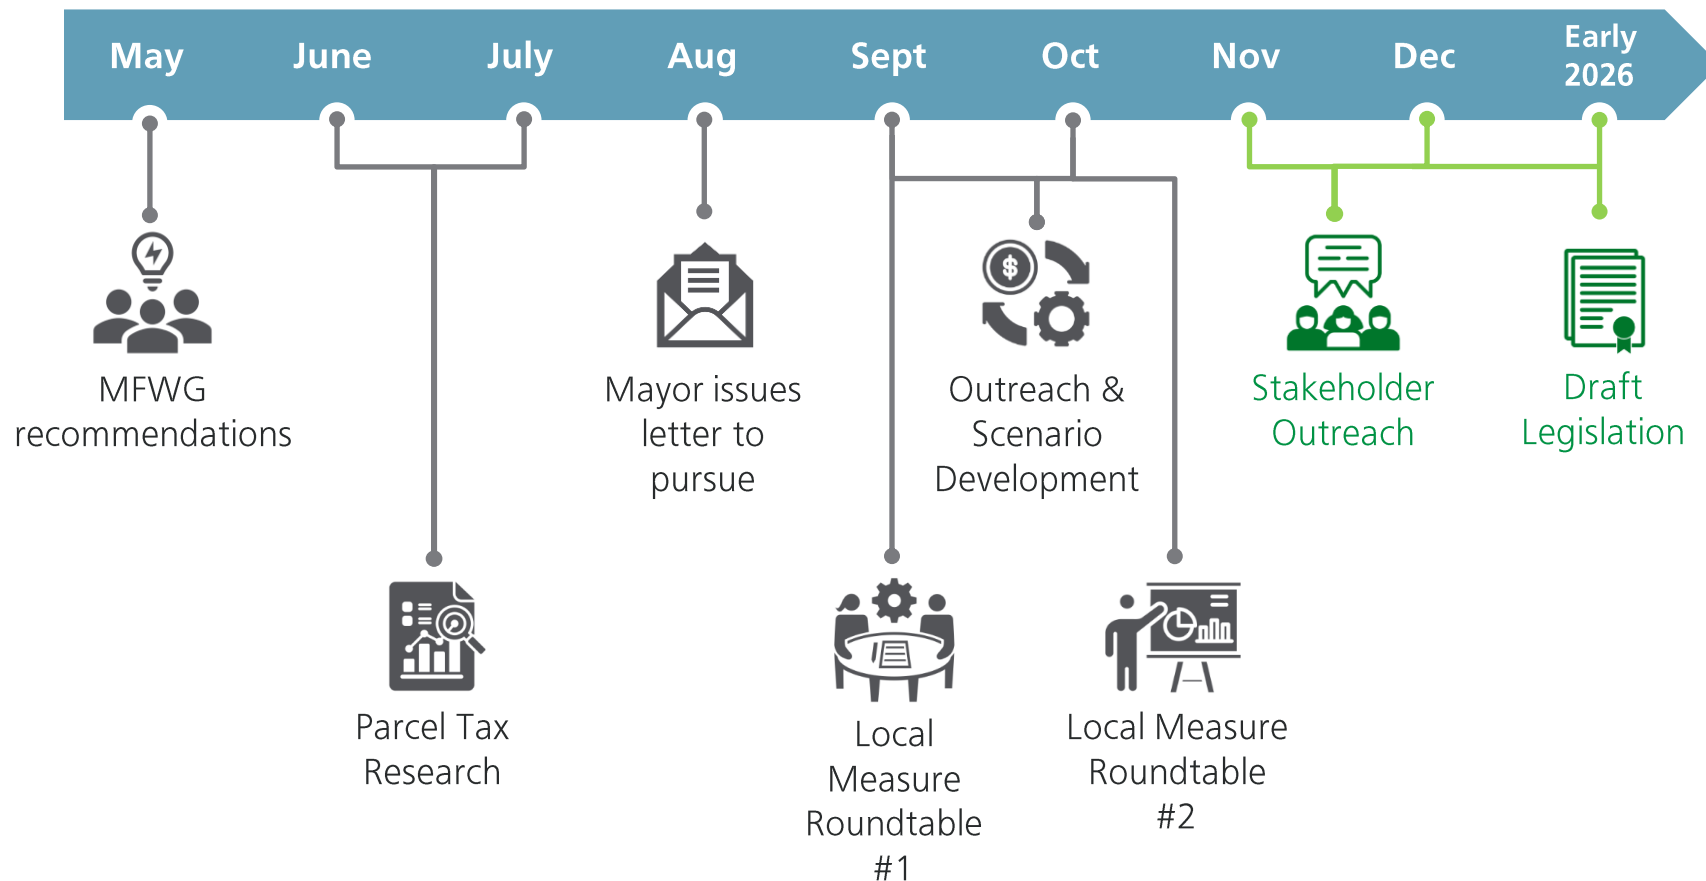 May
June
July
Aug
Sept
Oct
Nov
Dec
Early
2026
$
MFWG
recommendations
Mayor issues
letter to
pursue
Outreach &
Scenario
Development
Stakeholder
Outreach
Draft
Legislation
Parcel Tax
Research
Local
Measure
Roundtable
#1
Local Measure
Roundtable
#2